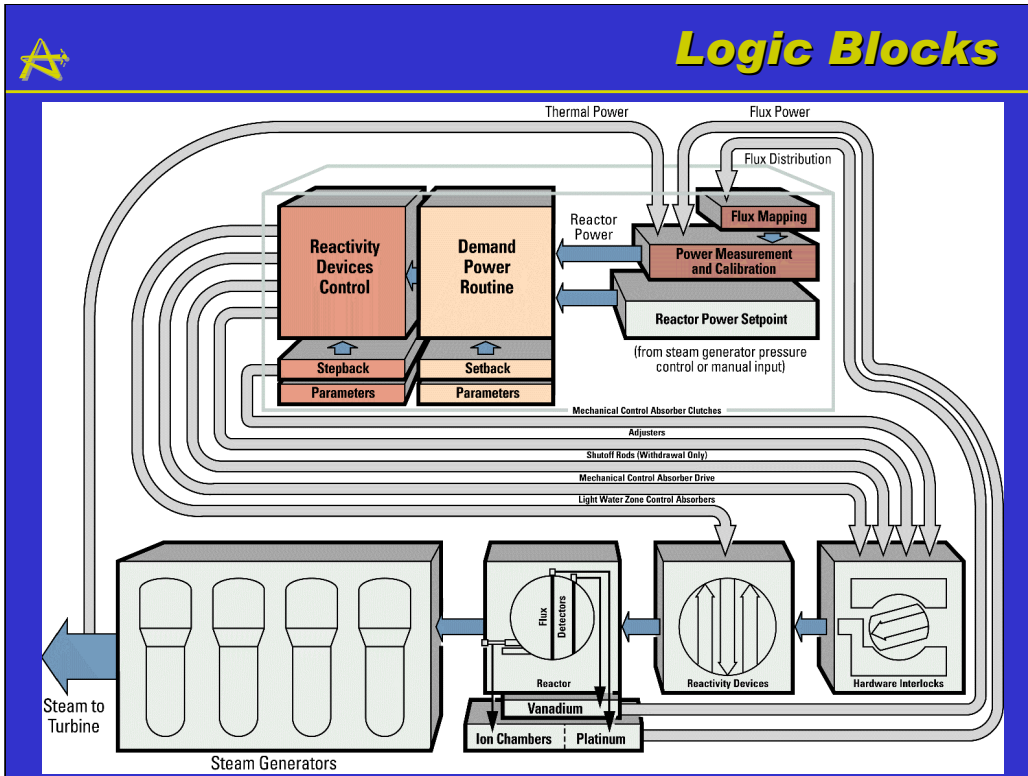 Logic Blocks
Thermal Power
Flux Power
Flux Distribution
Flux Mapping
Reactor
Power
Power Measurement
and Calibration
Reactivity
Devices
Control
Demand
Power
Routine
Reactor Power Setpoint
(from steam generator pressure
control or manual input)
Stepback
Parameters
Setback
Parameters
Mechanical Control Absorber Clutches
Adjusters
Shutoff Rods (Withdrawal Only)
Mechanical Control Absorber Drive
Light Water Zone Control Absorbers
Flux
Detectors
Reactor
Reactivity Devices
Hardware Interlocks
Vanadium
Ion Chambers
Platinum
Steam to
Turbine
Steam Generators